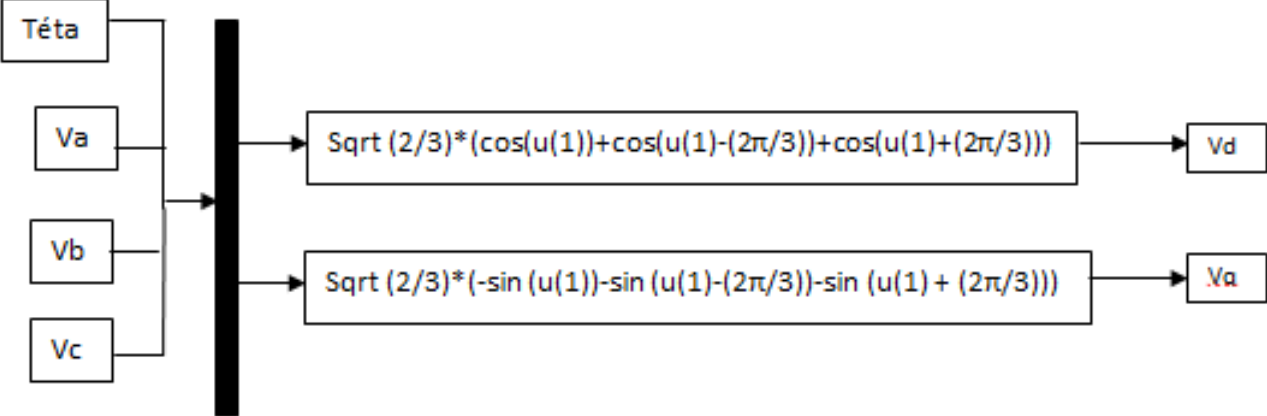 Téta
Va
Sqrt (2/3)*(cos(u(1))+cos(u(1)-(2π/3))+cos(u(1)+(2π/3)))
Vd
Vb
Sqrt (2/3)*(-sin (u(1))-sin (u(1)-(2π/3))-sin (u(1) + (2π/3)))
Vq
Vc